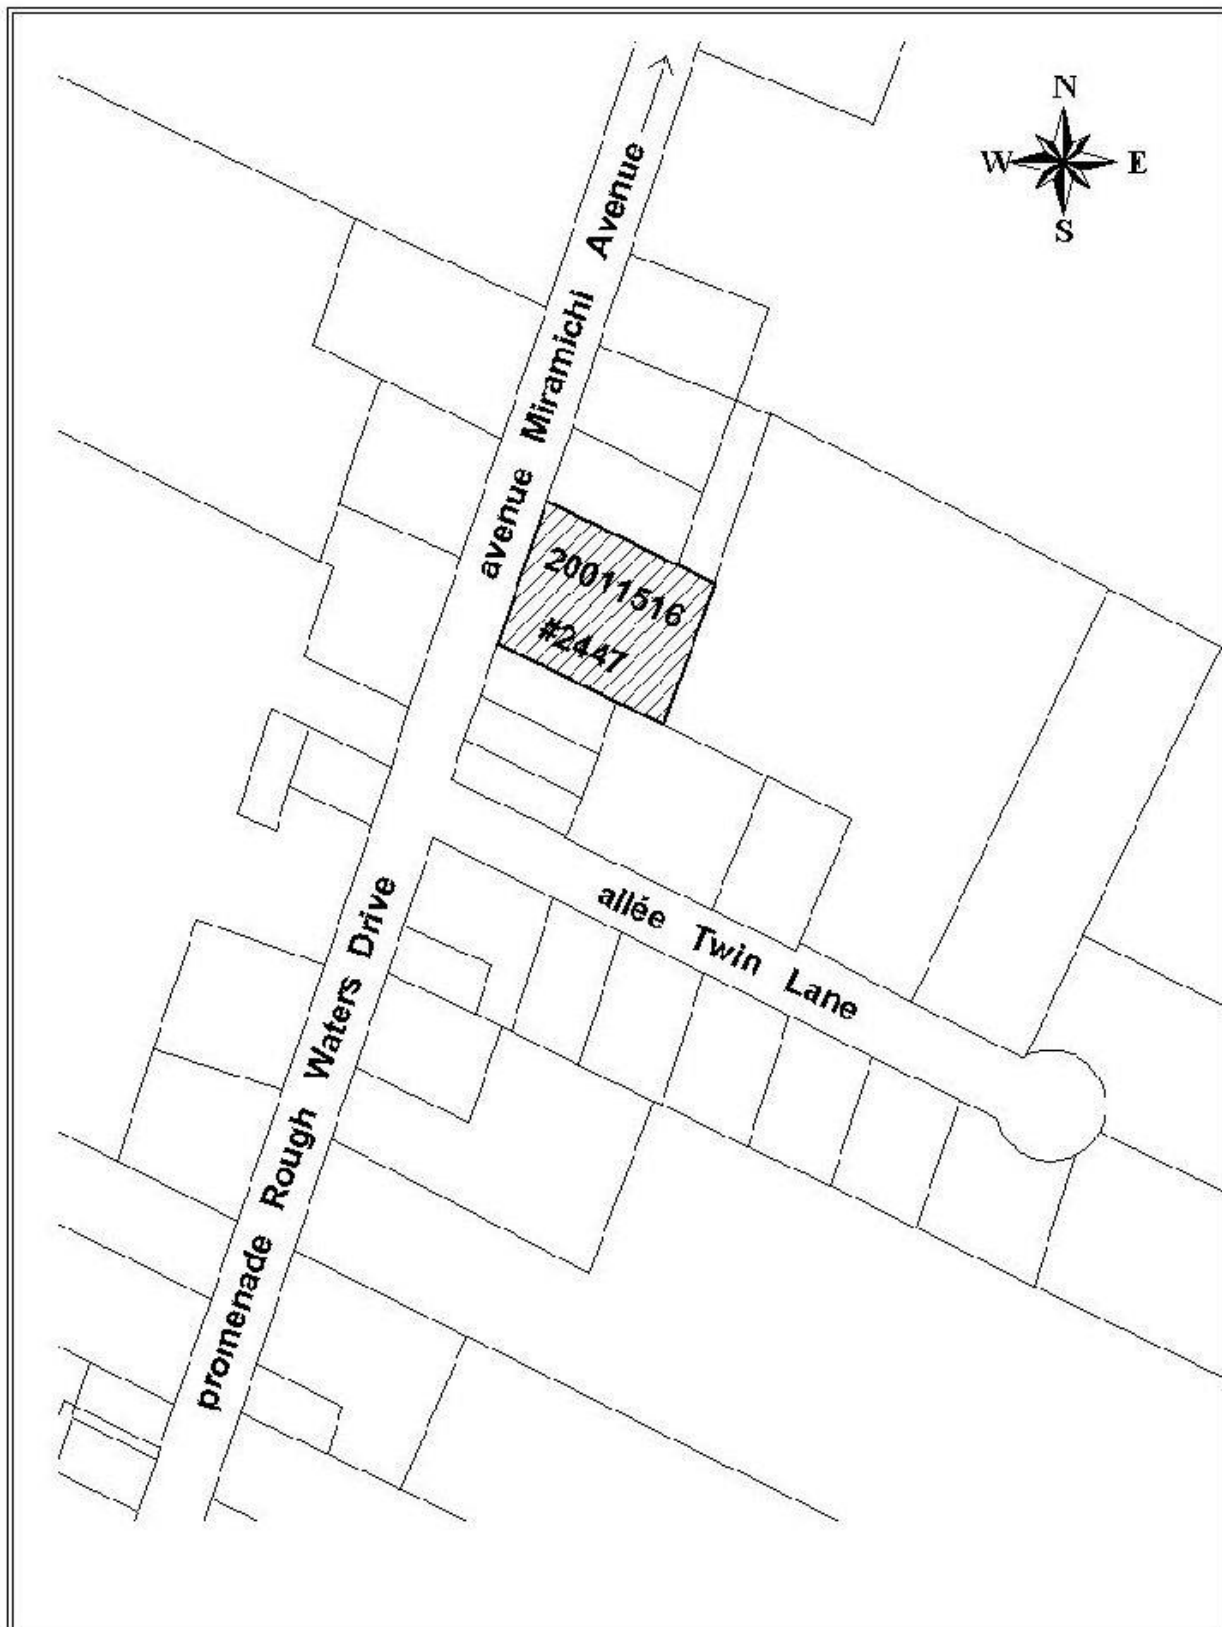 N
W E
S
avenue Miramichi Avenue
20011516
#2447
allée Twin Lane
promenade Rough Waters Drive